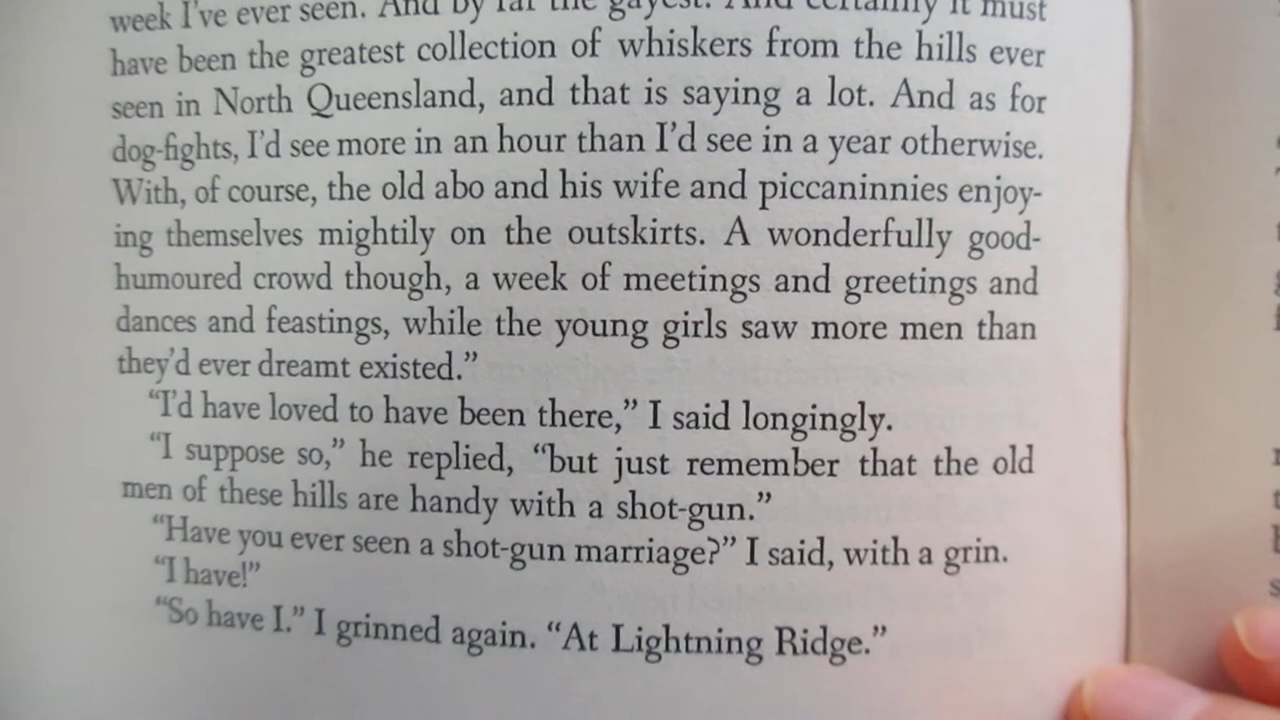 week I've ever seen. And by far the gayest. And certainly it must
have been the greatest collection of whiskers from the hills ever
seen in North Queensland, and that is saying a lot. And as for
dog-fights, I'd see more in an hour than I'd see in a year otherwise.
With, of course, the old abo and his wife and piccaninnies enjoy-
ing themselves mightily on the outskirts. A wonderfully good-
humoured crowd though, a week of meetings and greetings and
dances and feastings, while the young girls saw more men than
they'd ever dreamt existed.”
“I'd have loved to have been there,” I said longingly.
“I suppose so,” he replied, “but just remember that the old
men of these hills are handy with a shot-gun.”
“Have you ever seen a shot-gun marriage?” I said, with a grin.
“I have!”
“So have I.” I grinned again. “At Lightning Ridge.”